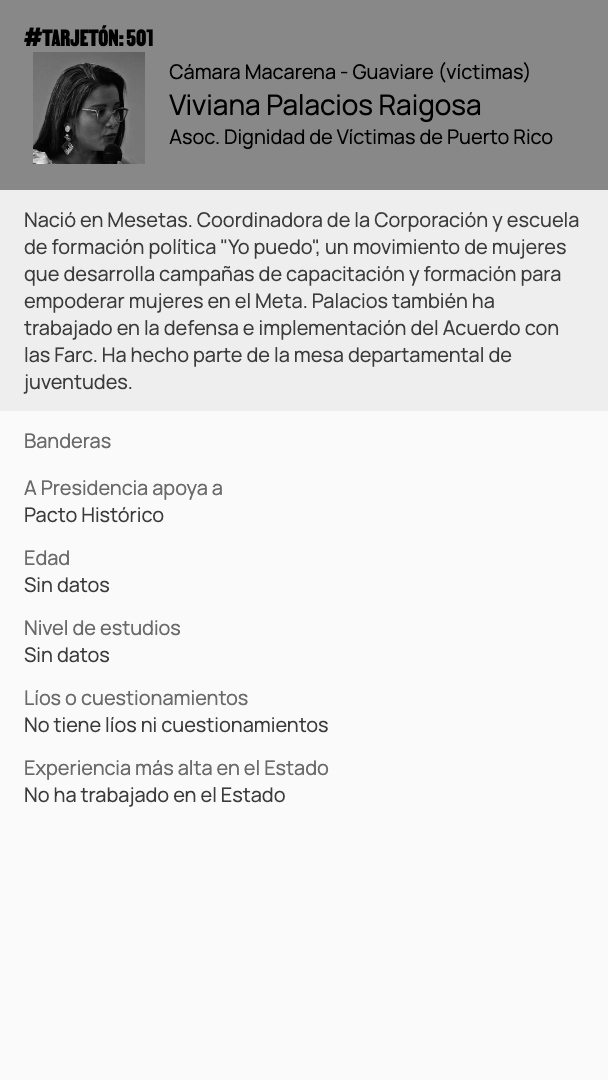 #TARJETÓN: 501
Cámara Macarena - Guaviare (víctimas)
Viviana Palacios Raigosa
Asoc. Dignidad de Víctimas de Puerto Rico
Nació en Mesetas. Coordinadora de la Corporación y escuela
de formación política "Yo puedo", un movimiento de mujeres
que desarrolla campañas de capacitación y formación para
empoderar mujeres en el Meta. Palacios también ha
trabajado en la defensa e implementación del Acuerdo con
las Farc. Ha hecho parte de la mesa departamental de
juventudes.
Banderas
A Presidencia apoya a
Pacto Histórico
Edad
Sin datos
Nivel de estudios
Sin datos
Líos o cuestionamientos
No tiene líos ni cuestionamientos
Experiencia más alta en el Estado
No ha trabajado en el Estado